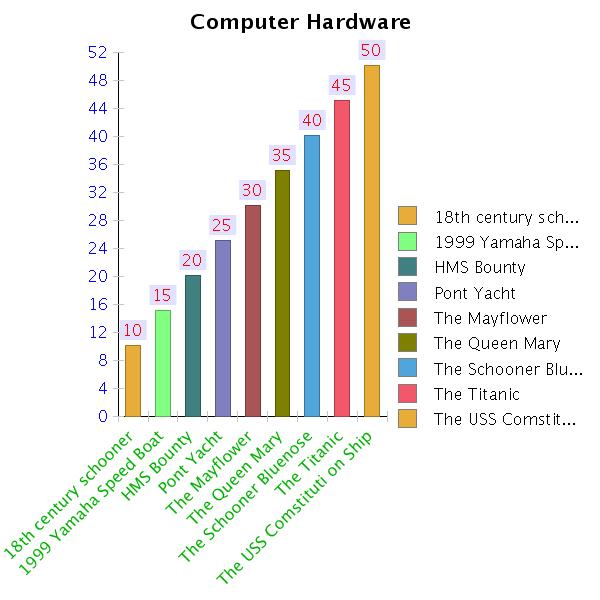 Computer Hardware
52
48
44
40
36
32
28
24
20
16
12
8
4
0
10
15
20
25
30
35
40
45
50
18th century schooner
1999 Yamaha Speed Boat
HMS Bounty
Pont Yacht
The Mayflower
The Queen Mary
The Schooner Bluenose
The Titanic
The USS Comstituti on Ship
18th century sch...
1999 Yamaha Sp...
HMS Bounty
Pont Yacht
The Mayflower
The Queen Mary
The Schooner Blu...
The Titanic
The USS Comstit...